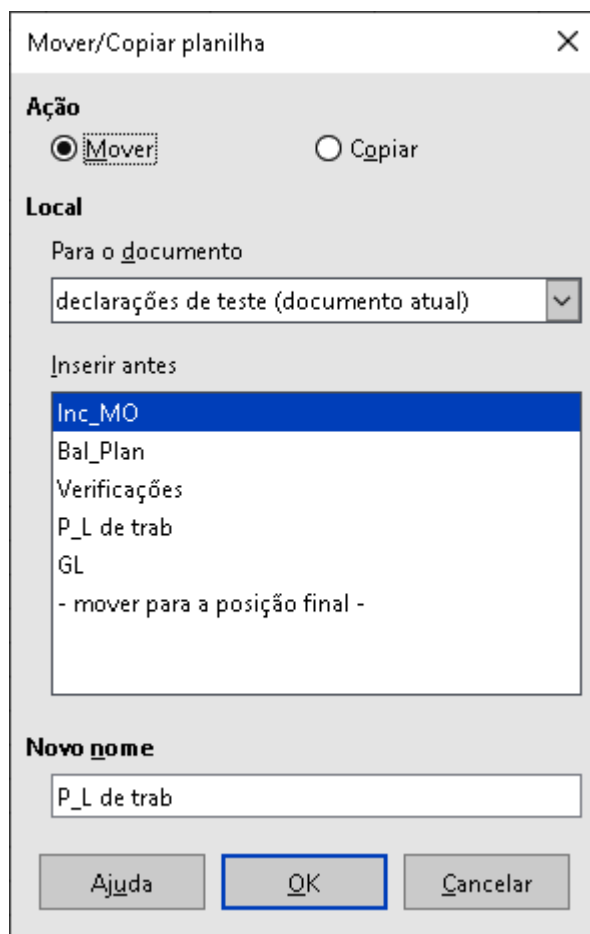 Mover/Copiar planilha
Ação
Mover
Copiar
Local
Para o documento
declarações de teste (documento atual)
Inserir antes
Inc_MO
Bal_Plan
Verificações
P_L de trab
GL
- mover para a posição final -
Novo nome
P_L de trab
Ajuda
OK
Cancelar